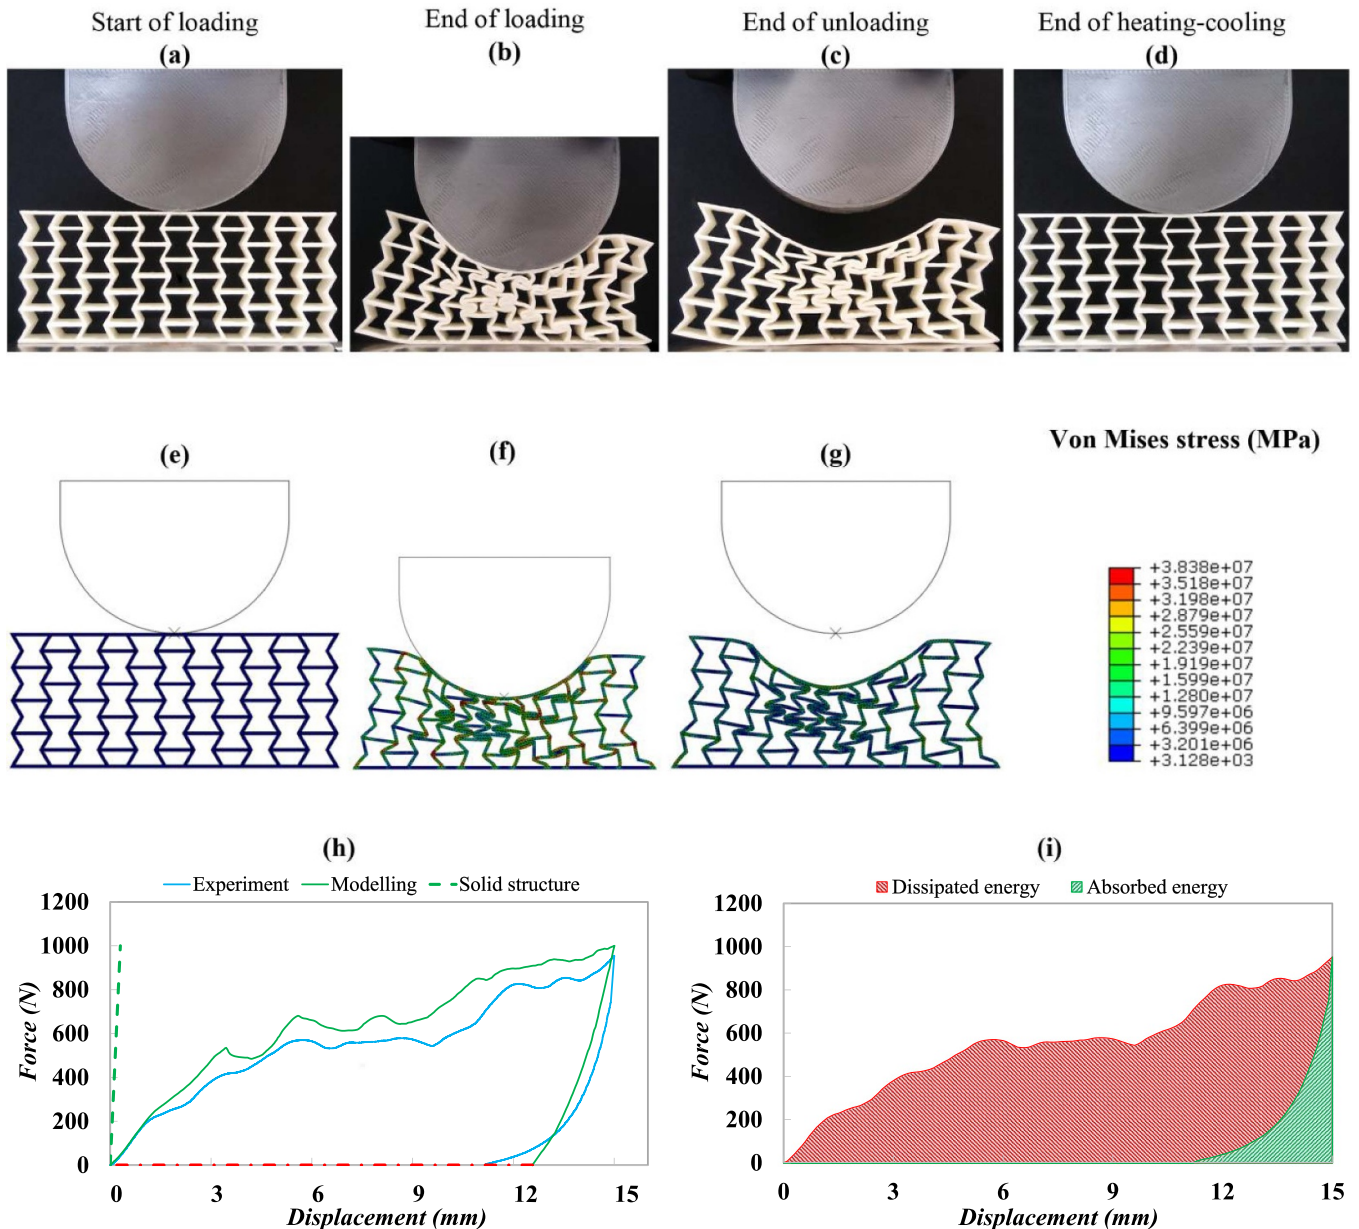 Start of loading
(a)
End of loading
(b)
End of unloading
(c)
End of heating-cooling
(d)
(e)
(f)
(g)
Von Mises stress (MPa)
+3.838e+07
+3.518e+07
+3.198e+07
+2.879e+07
+2.559e+07
+2.239e+07
+1.919e+07
+1.599e+07
+1.280e+07
+9.597e+06
+6.399e+06
+3.201e+06
+3.128e+03
(h)
Experiment Modelling Solid structure
1200
1000
800
600
400
200
0
Force (N)
0 3 6 9 12 15
Displacement (mm)
(i)
Dissipated energy Absorbed energy
1200
1000
800
600
400
200
0
Force (N)
0 3 6 9 12 15
Displacement (mm)